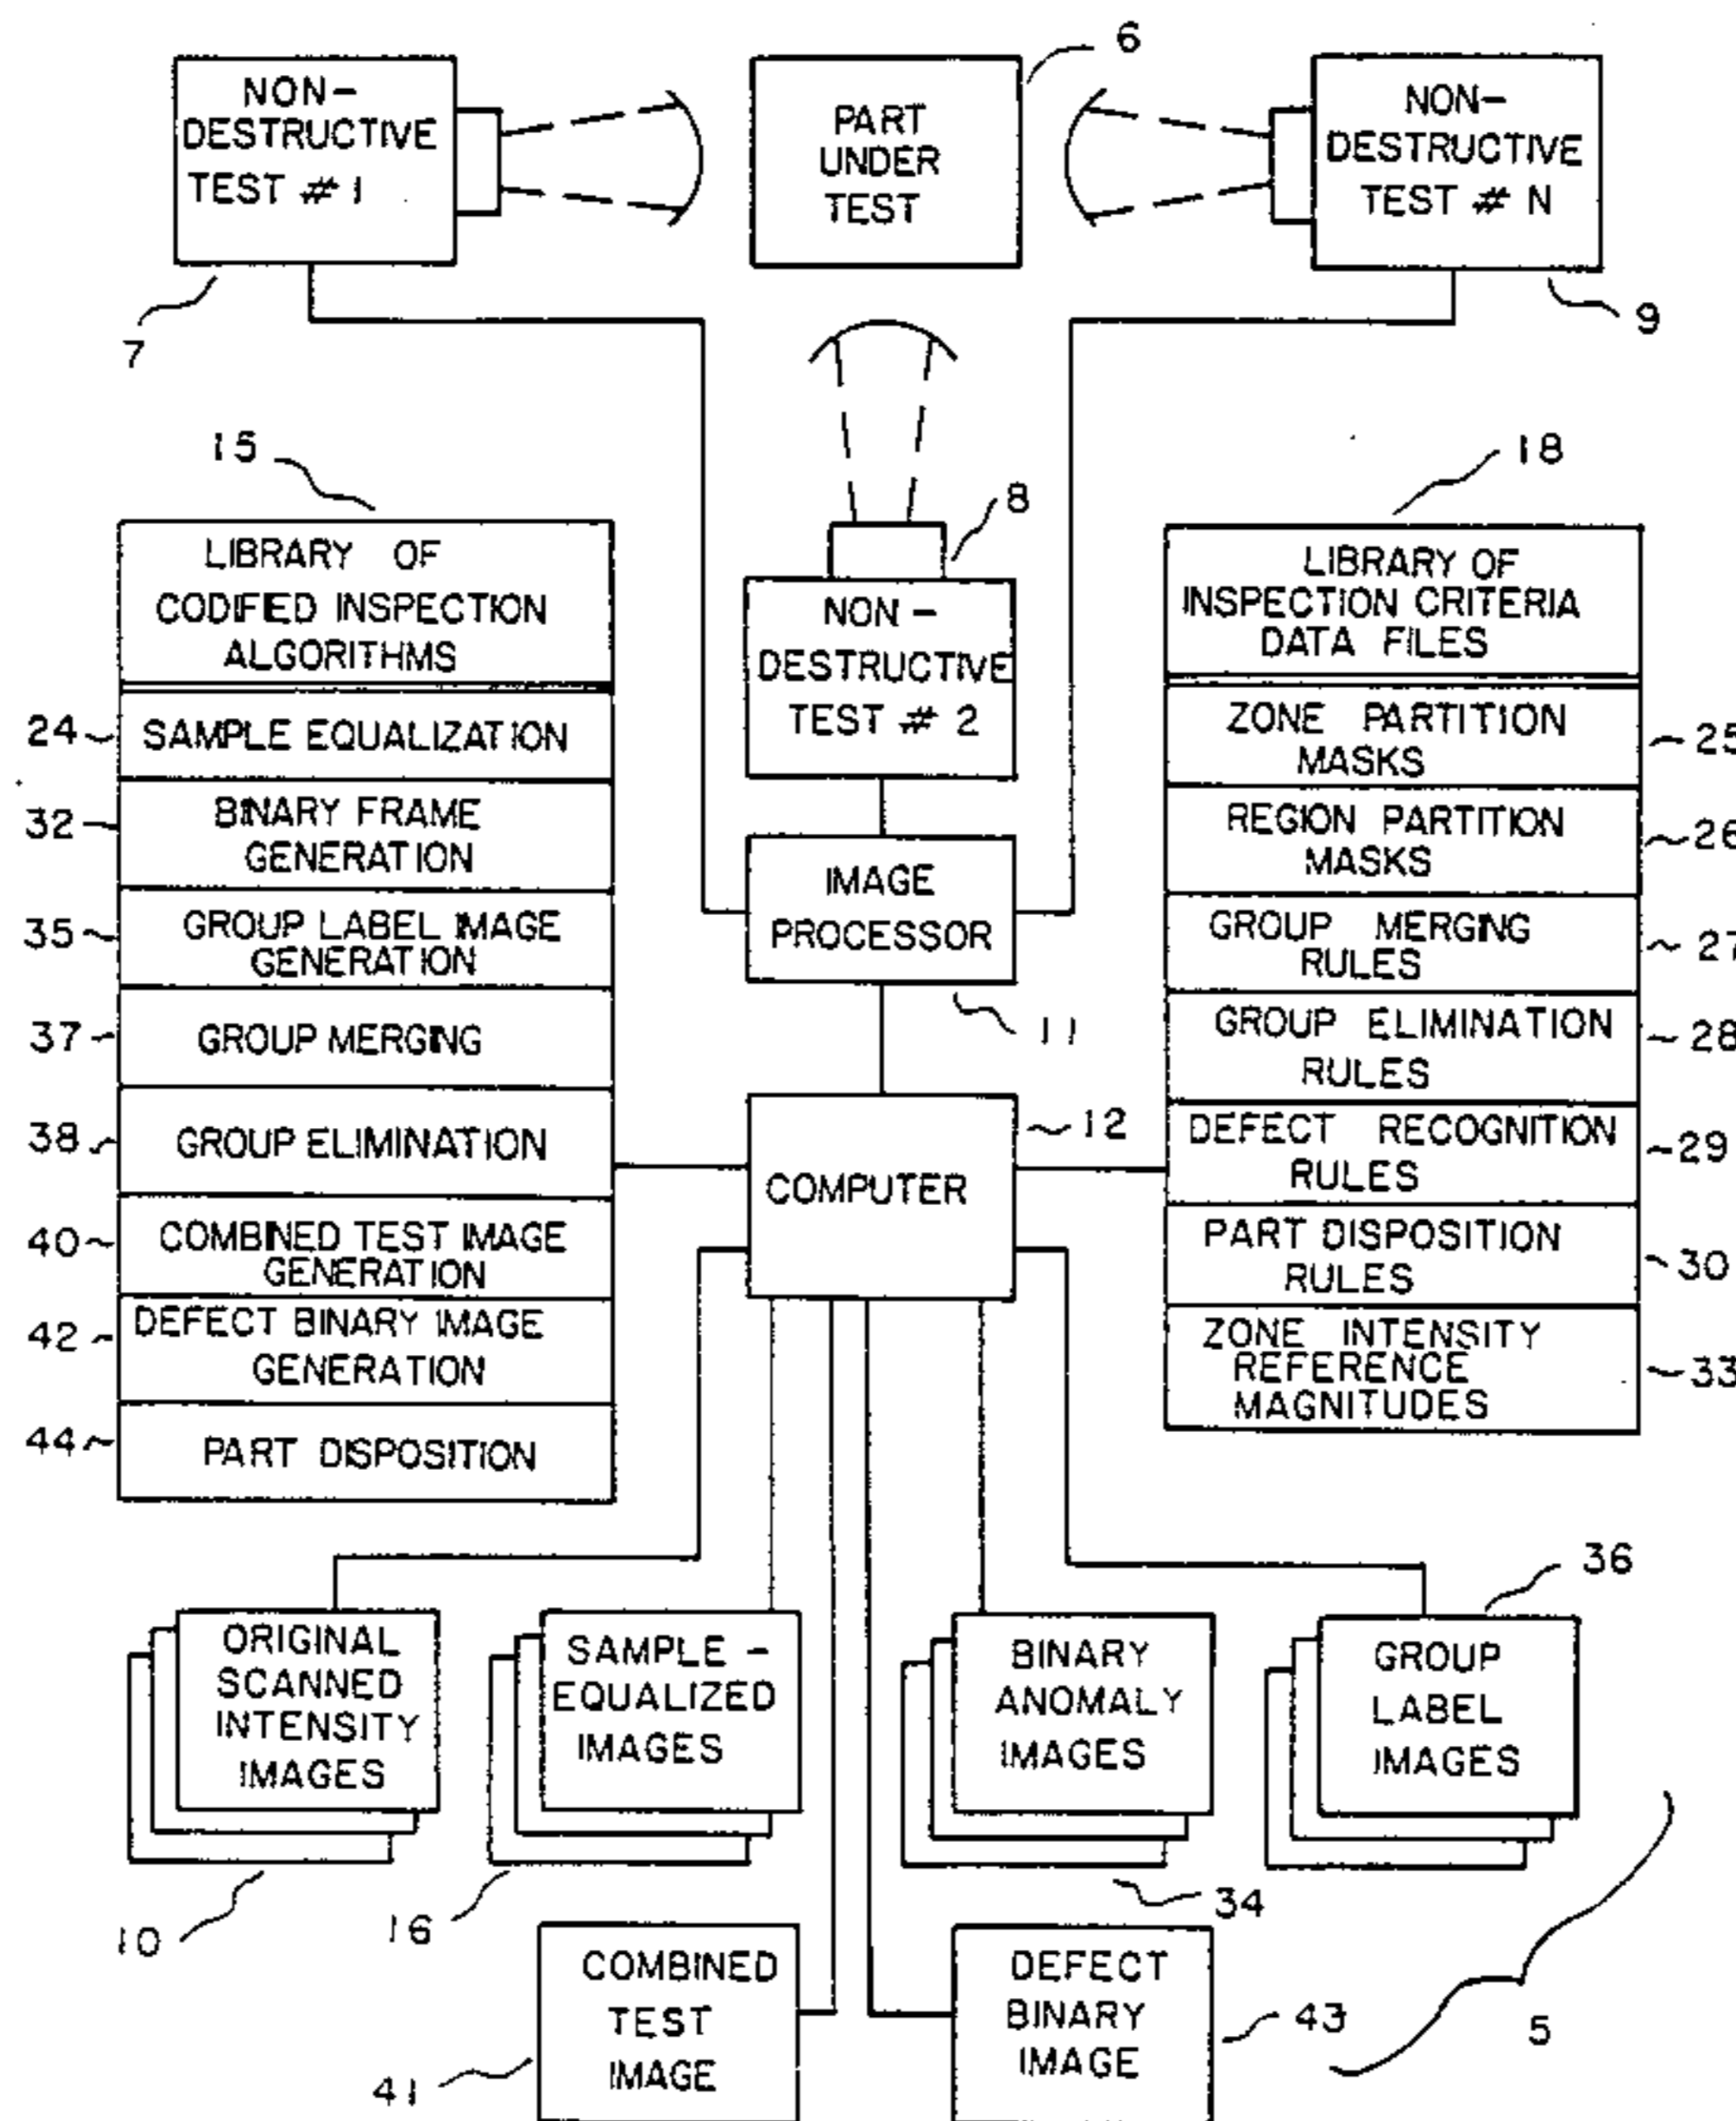 6
NON-
DESTRUCTIVE
TEST # 1
PART
UNDER
TEST
NON-
DESTRUCTIVE
TEST # N
7
9
15
18
8
LIBRARY OF
CODIFIED INSPECTION
ALGORITHMS
24
SAMPLE EQUALIZATION
32
BINARY FRAME
GENERATION
35
GROUP LABEL IMAGE
GENERATION
37
GROUP MERGING
38
GROUP ELIMINATION
40
COMBINED TEST IMAGE
GENERATION
42
DEFECT BINARY IMAGE
GENERATION
44
PART DISPOSITION
NON-
DESTRUCTIVE
TEST # 2
IMAGE
PROCESSOR
11
12
COMPUTER
LIBRARY OF
INSPECTION CRITERIA
DATA FILES
ZONE PARTITION
MASKS
25
REGION PARTITION
MASKS
26
GROUP MERGING
RULES
27
GROUP ELIMINATION
RULES
28
DEFECT RECOGNITION
RULES
29
PART DISPOSITION
RULES
30
ZONE INTENSITY
REFERENCE
MAGNITUDES
33
36
ORIGINAL
SCANNED
INTENSITY
IMAGES
10
SAMPLE-
EQUALIZED
IMAGES
16
BINARY
ANOMALY
IMAGES
34
GROUP
LABEL
IMAGES
COMBINED
TEST
IMAGE
41
DEFECT
BINARY
IMAGE
43
5